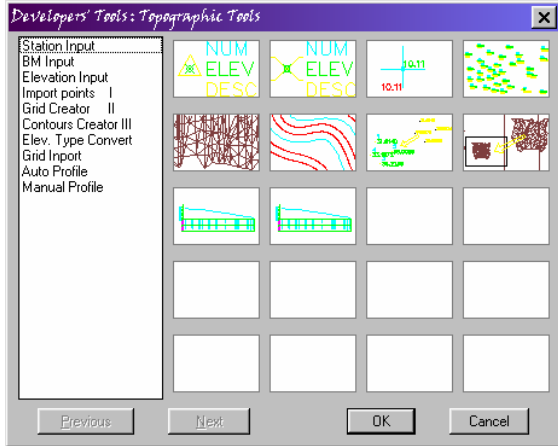 Developers' Tools: Topographic Tools
Station Input
BM Input
Elevation Input
Import points I
Grid Creator II
Contours Creator III
Elev. Type Convert
Grid Inport
Auto Profile
Manual Profile
NUM
ELEV
DESC
NUM
ELEV
DESC
10.11
10.11
Previous
Next
OK
Cancel